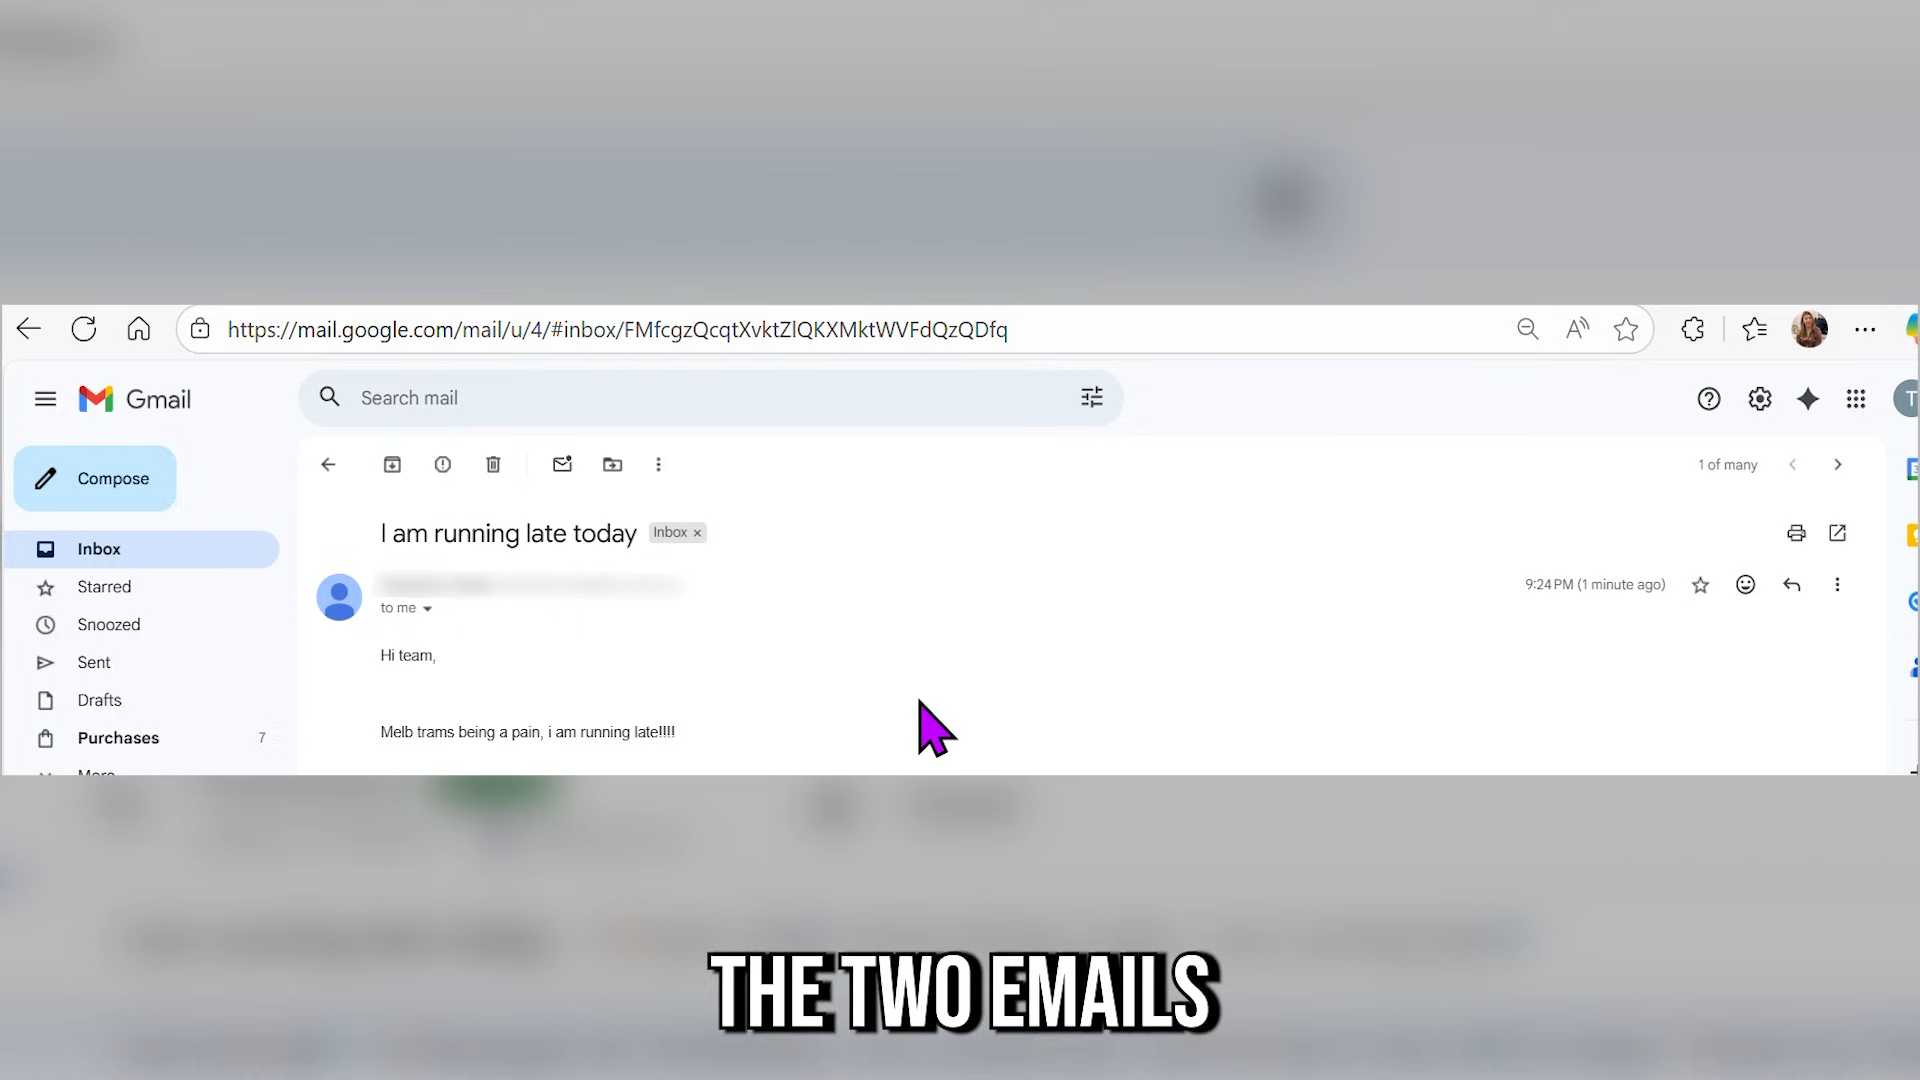 https://mail.google.com/mail/u/4/#inbox/FMfcgzQcqtXvktZlQKXMktWVFdQzQDfq
Gmail
Search mail
T
Compose
1 of many
I am running late today
Inbox ×
Inbox
Starred
9:24 PM (1 minute ago)
to me
Snoozed
Hi team,
Sent
Drafts
Melb trams being a pain, i am running late!!!!
Purchases 7
More
THE TWO EMAILS